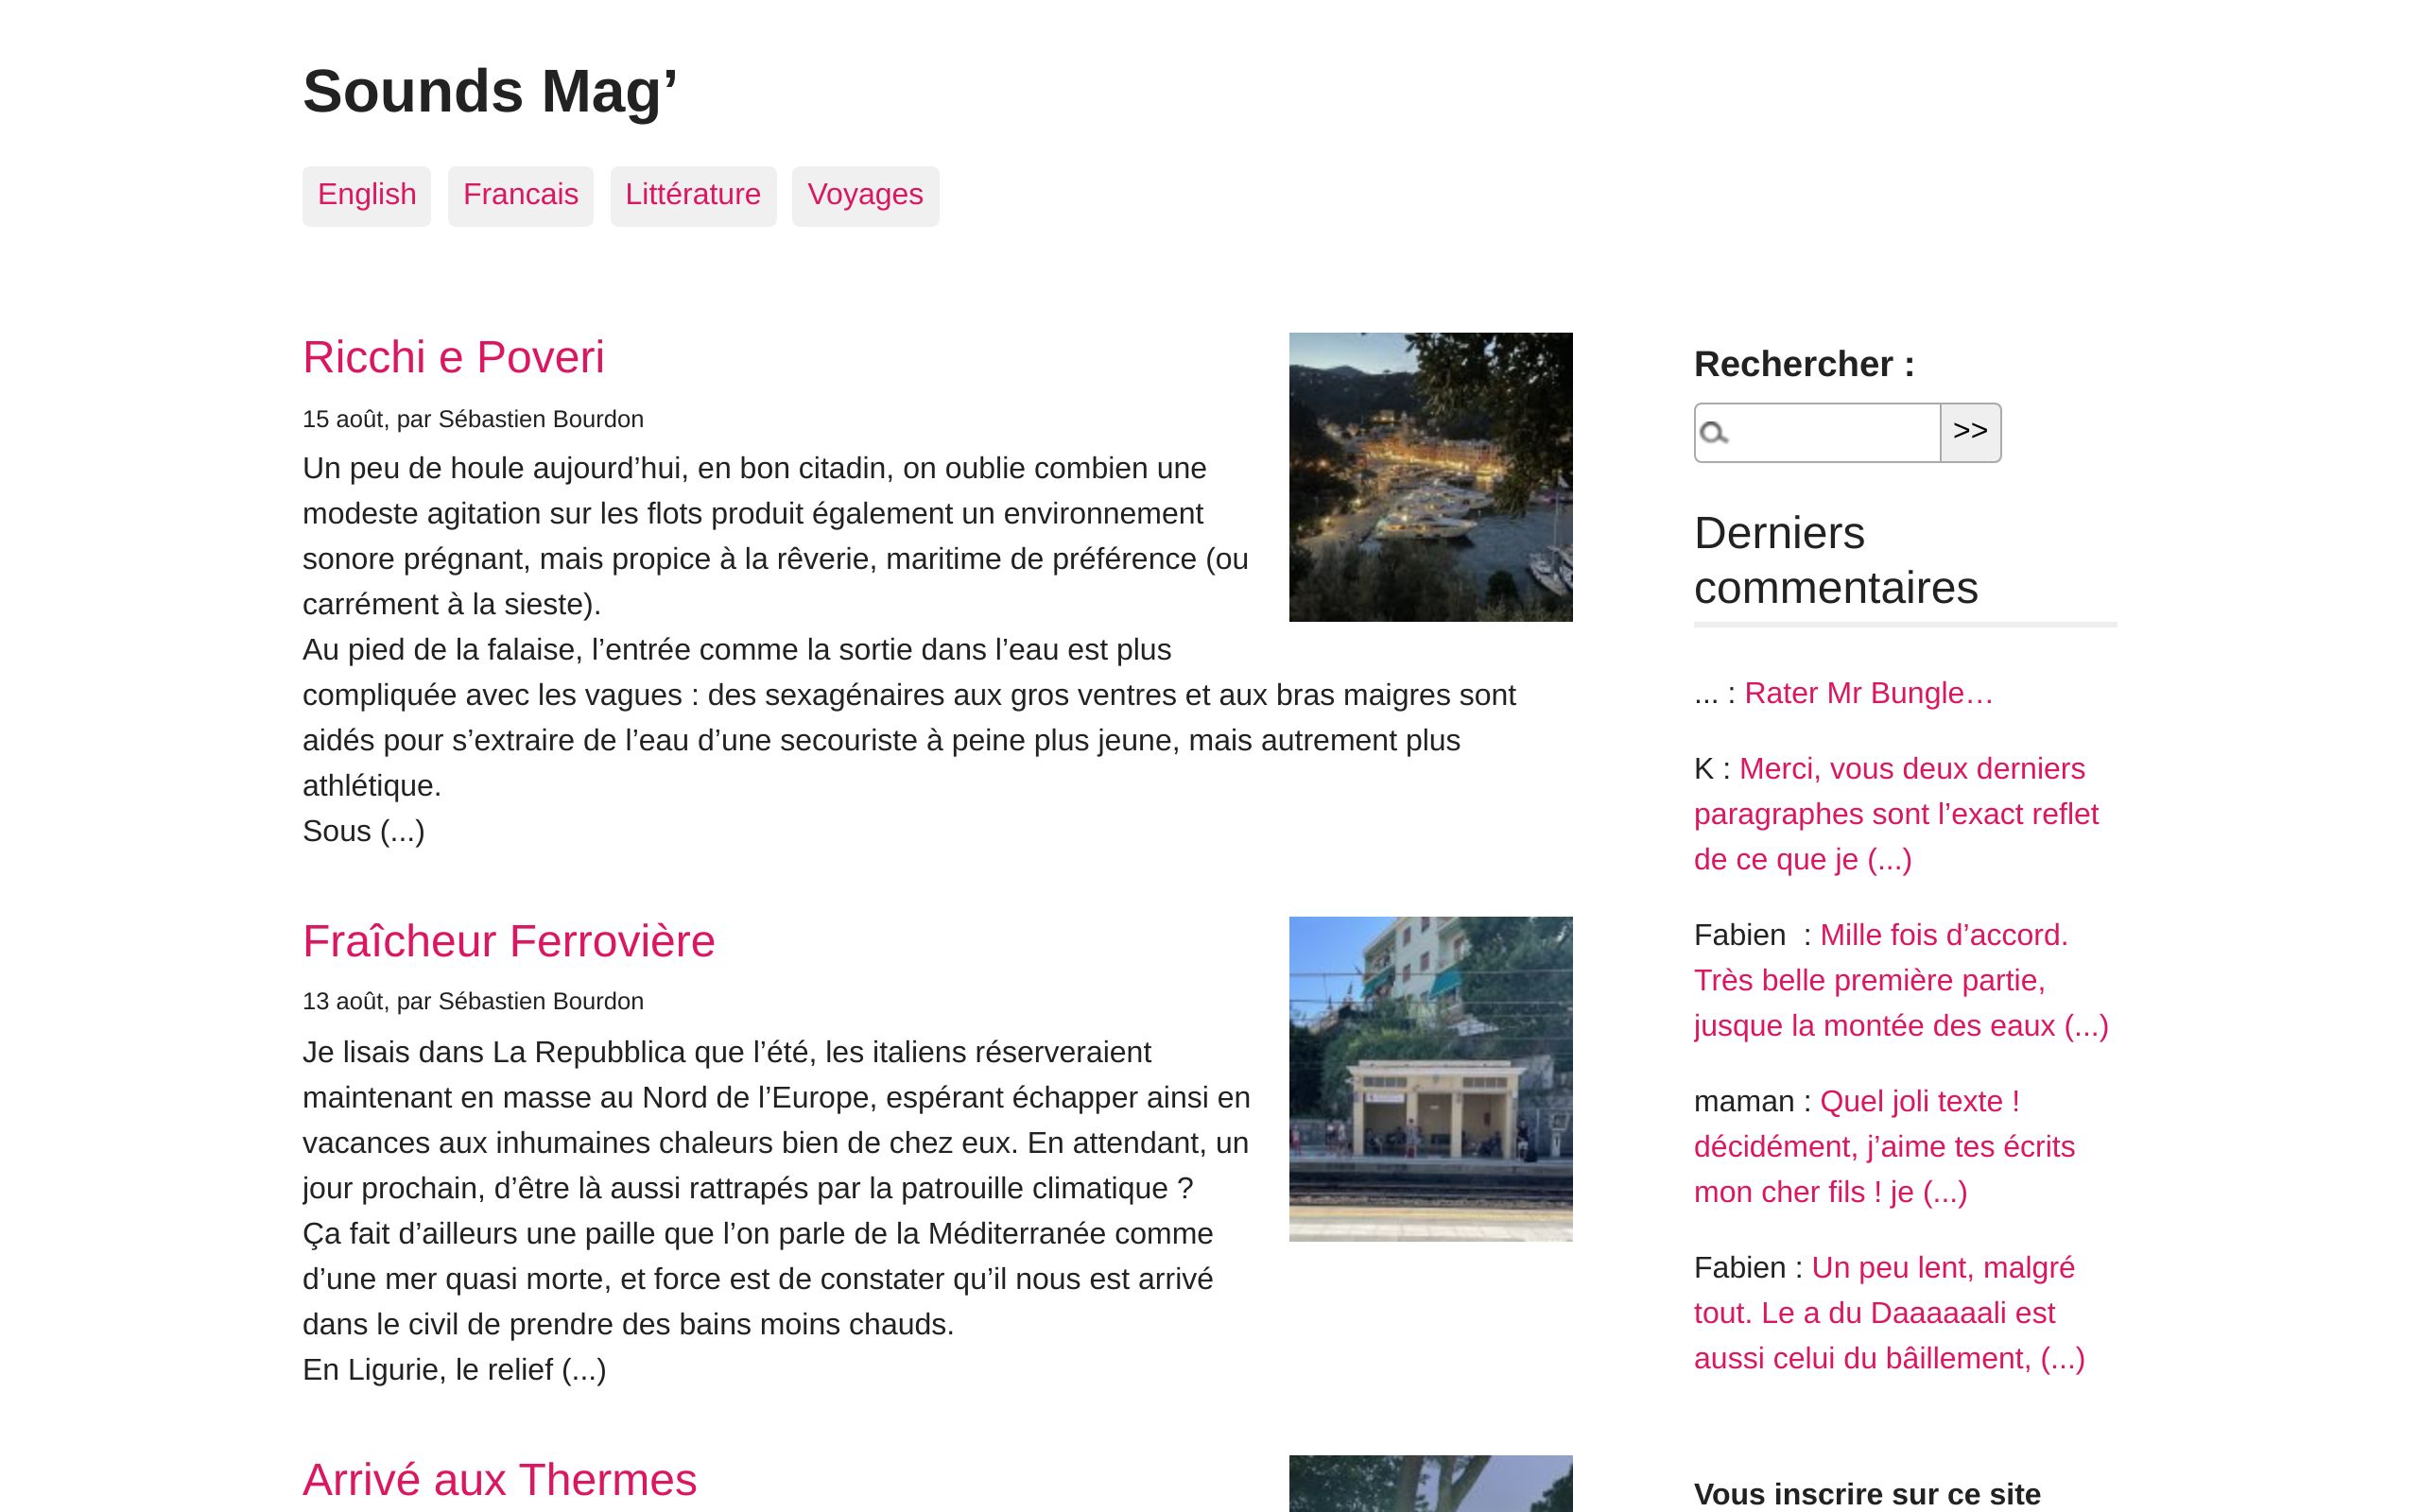 Sounds Mag’
English Francais Littérature Voyages
Ricchi e Poveri
15 août, par Sébastien Bourdon
Un peu de houle aujourd’hui, en bon citadin, on oublie combien une
modeste agitation sur les flots produit également un environnement
sonore prégnant, mais propice à la rêverie, maritime de préférence (ou
carrément à la sieste).
Au pied de la falaise, l’entrée comme la sortie dans l’eau est plus
compliquée avec les vagues : des sexagénaires aux gros ventres et aux bras maigres sont
aidés pour s’extraire de l’eau d’une secouriste à peine plus jeune, mais autrement plus
athlétique.
Sous (...)
Fraîcheur Ferrovière
13 août, par Sébastien Bourdon
Je lisais dans La Repubblica que l’été, les italiens réserveraient
maintenant en masse au Nord de l’Europe, espérant échapper ainsi en
vacances aux inhumaines chaleurs bien de chez eux. En attendant, un
jour prochain, d’être là aussi rattrapés par la patrouille climatique ?
Ça fait d’ailleurs une paille que l’on parle de la Méditerranée comme
d’une mer quasi morte, et force est de constater qu’il nous est arrivé
dans le civil de prendre des bains moins chauds.
En Ligurie, le relief (...)
Arrivé aux Thermes
Rechercher :
>>
Derniers
commentaires
... : Rater Mr Bungle…
K : Merci, vous deux derniers
paragraphes sont l’exact reflet
de ce que je (...)
Fabien  : Mille fois d’accord.
Très belle première partie,
jusque la montée des eaux (...)
maman : Quel joli texte !
décidément, j’aime tes écrits
mon cher fils ! je (...)
Fabien : Un peu lent, malgré
tout. Le a du Daaaaaali est
aussi celui du bâillement, (...)
Vous inscrire sur ce site